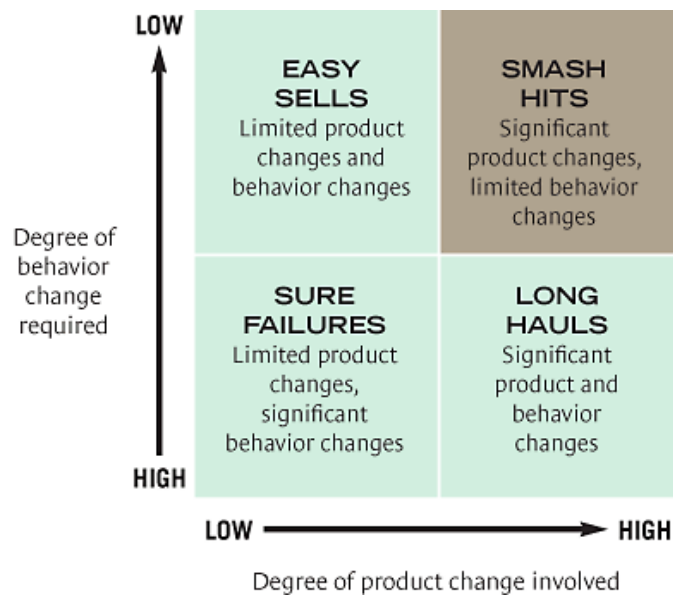 LOW
EASY
SELLS
Limited product
changes and
behavior changes
SMASH
HITS
Significant
product changes,
limited behavior
changes
Degree of
behavior
change
required
SURE
FAILURES
Limited product
changes,
significant
behavior changes
LONG
HAULS
Significant
product and
behavior
changes
HIGH
LOW
HIGH
Degree of product change involved